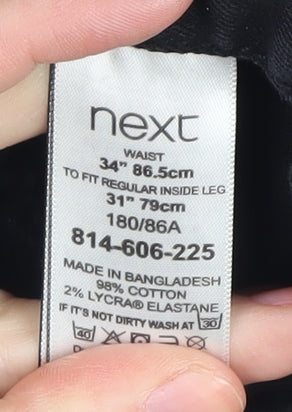 next
WAIST
34" 86.5cm
TO FIT REGULAR INSIDE LEG
31" 79cm
180/86A
814-606-225
MADE IN BANGLADESH
98% COTTON
2% LYCRA® ELASTANE
IF IT'S NOT DIRTY WASH AT 30
40